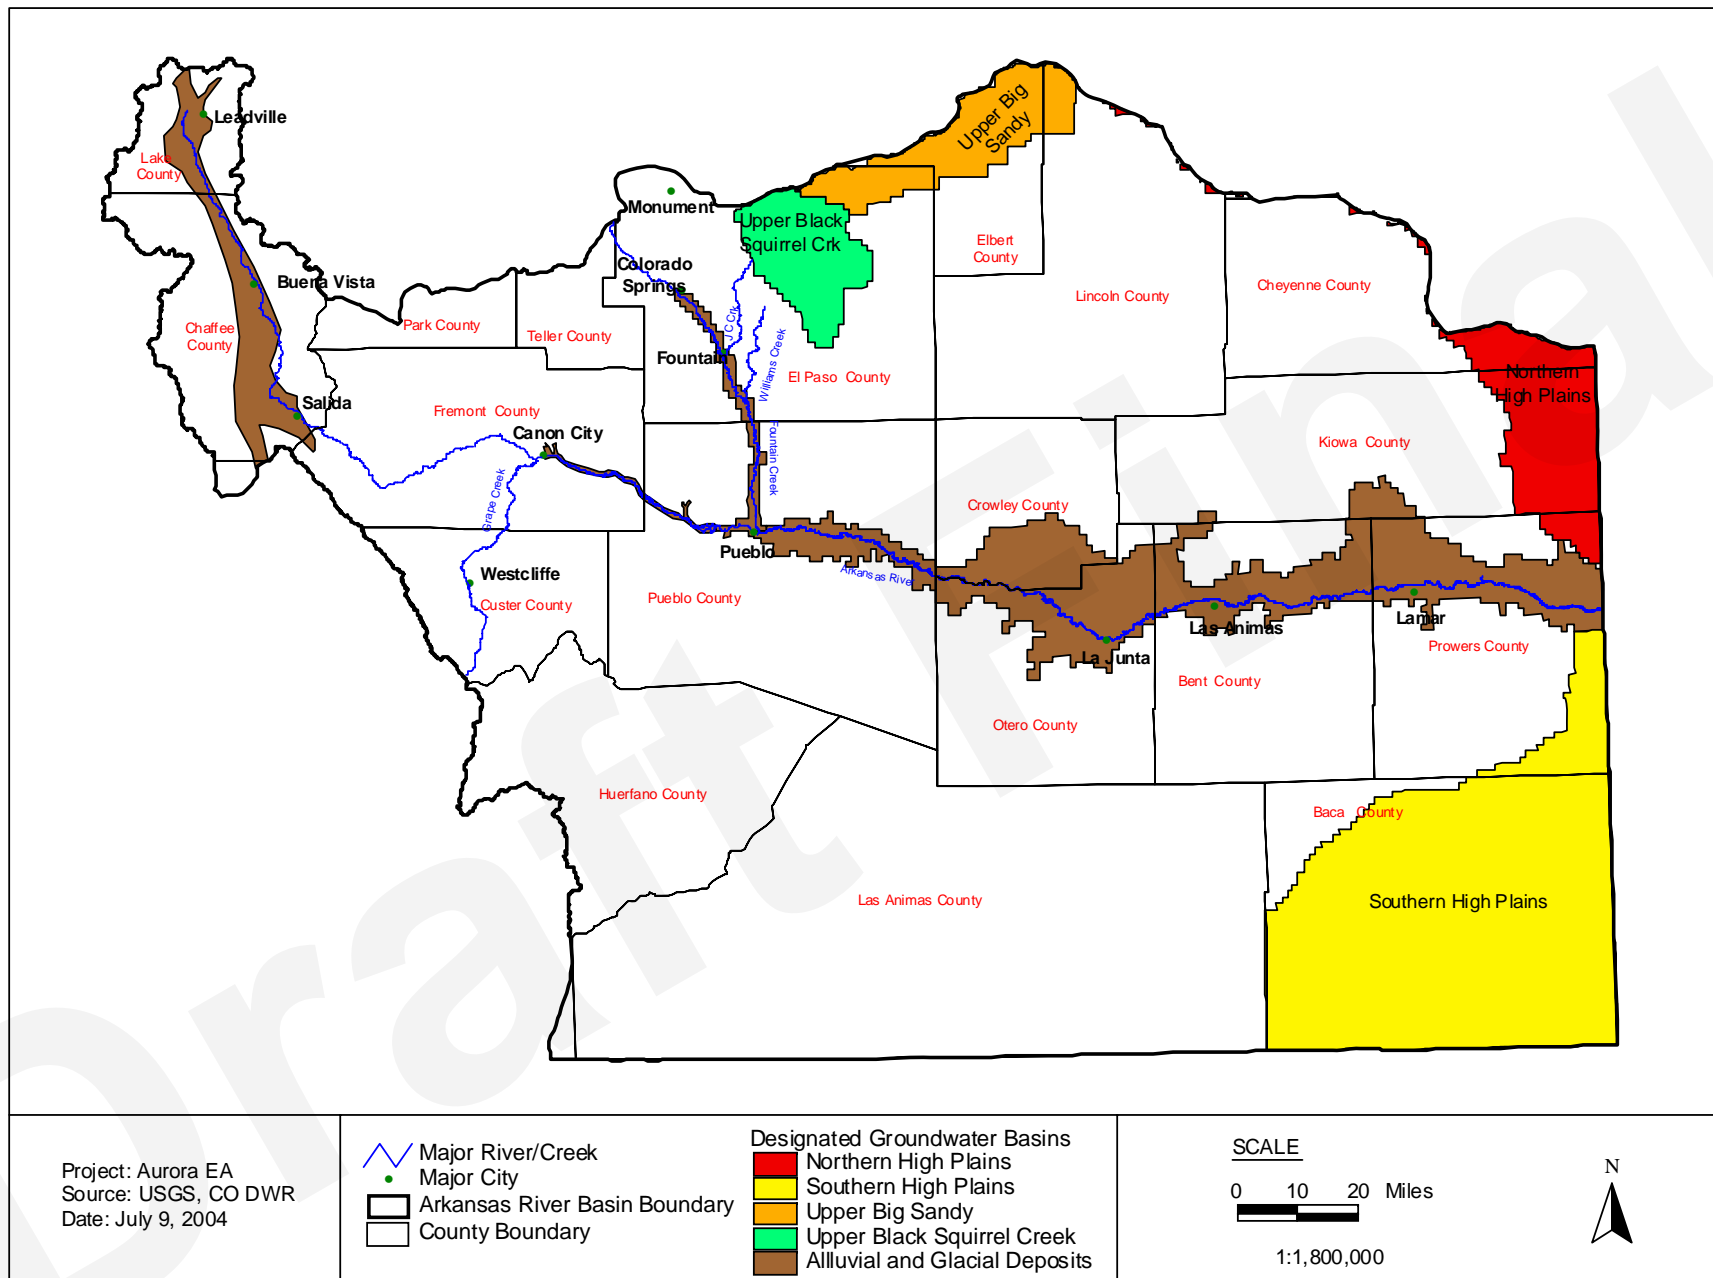 Leadville
Lake
County
Monument
Upper Big
Sandy
Upper Black
Squirrel Crk
Colorado
Springs
Elbert
County
Buena Vista
Lincoln County
Cheyenne County
Chaffee
County
Park County
Teller County
J C Crk
Fountain
Williams Creek
El Paso County
Northern
High Plains
Salida
Fremont County
Canon City
Kiowa County
Grape Creek
Fountain Creek
Crowley County
Pueblo
Arkansas River
Westcliffe
Custer County
Pueblo County
Las Animas
Lamar
La Junta
Prowers County
Bent County
Otero County
Huerfano County
Baca County
Las Animas County
Southern High Plains
Draft Final
Project: Aurora EA
Source: USGS, CO DWR
Date: July 9, 2004
Major River/Creek
Major City
Arkansas River Basin Boundary
County Boundary
Designated Groundwater Basins
Northern High Plains
Southern High Plains
Upper Big Sandy
Upper Black Squirrel Creek
Alluvial and Glacial Deposits
SCALE
0 10 20 Miles
1:1,800,000
N